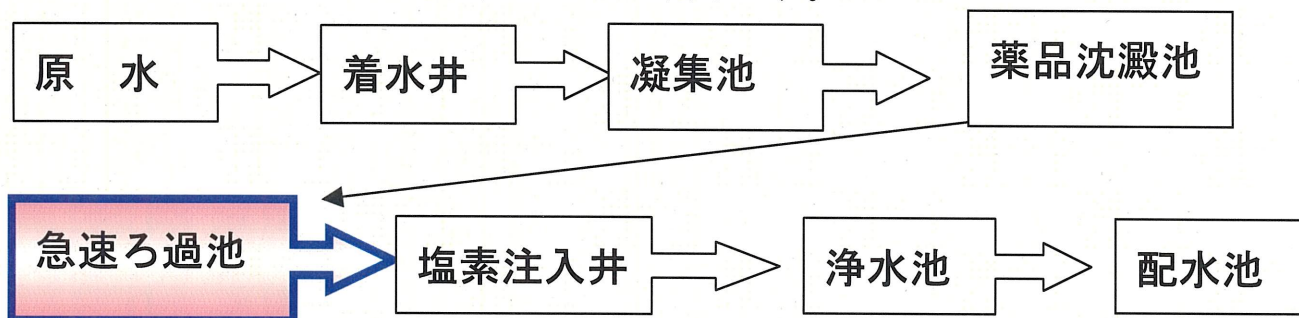 原　水
着水井
凝集池
薬品沈澱池
急速ろ過池
塩素注入井
浄水池
配水池